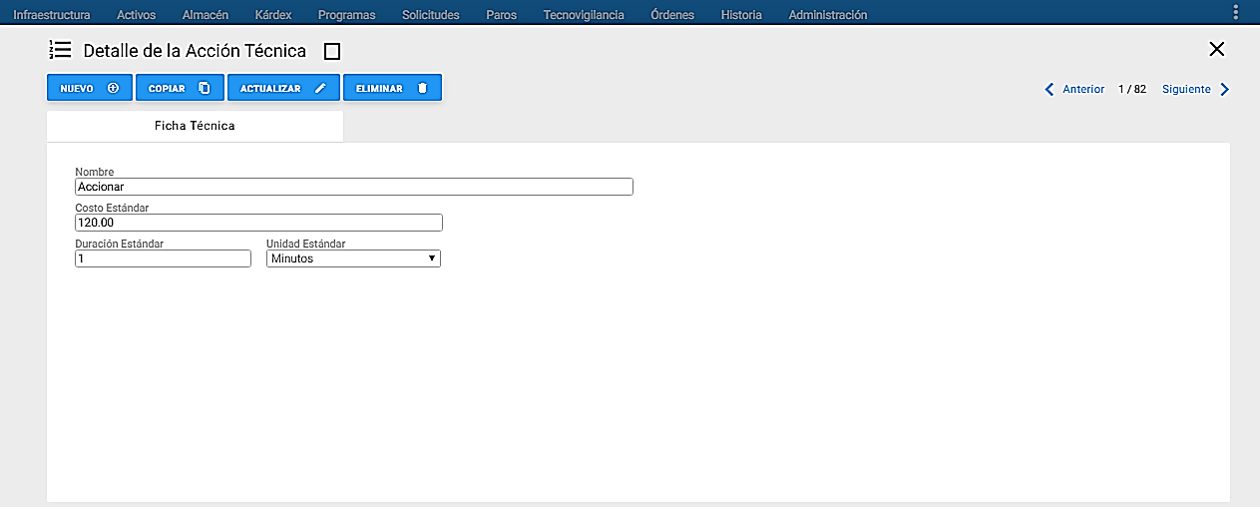 Infraestructura Activos Almacén Kárdex Programas Solicitudes Paros Tecnovigilancia Órdenes Historia Administración
Detalle de la Acción Técnica
NUEVO COPIAR ACTUALIZAR ELIMINAR Anterior 1 / 82 Siguiente
Ficha Técnica
Nombre
Accionar
Costo Estándar
120.00
Duración Estándar Unidad Estándar
1 Minutos